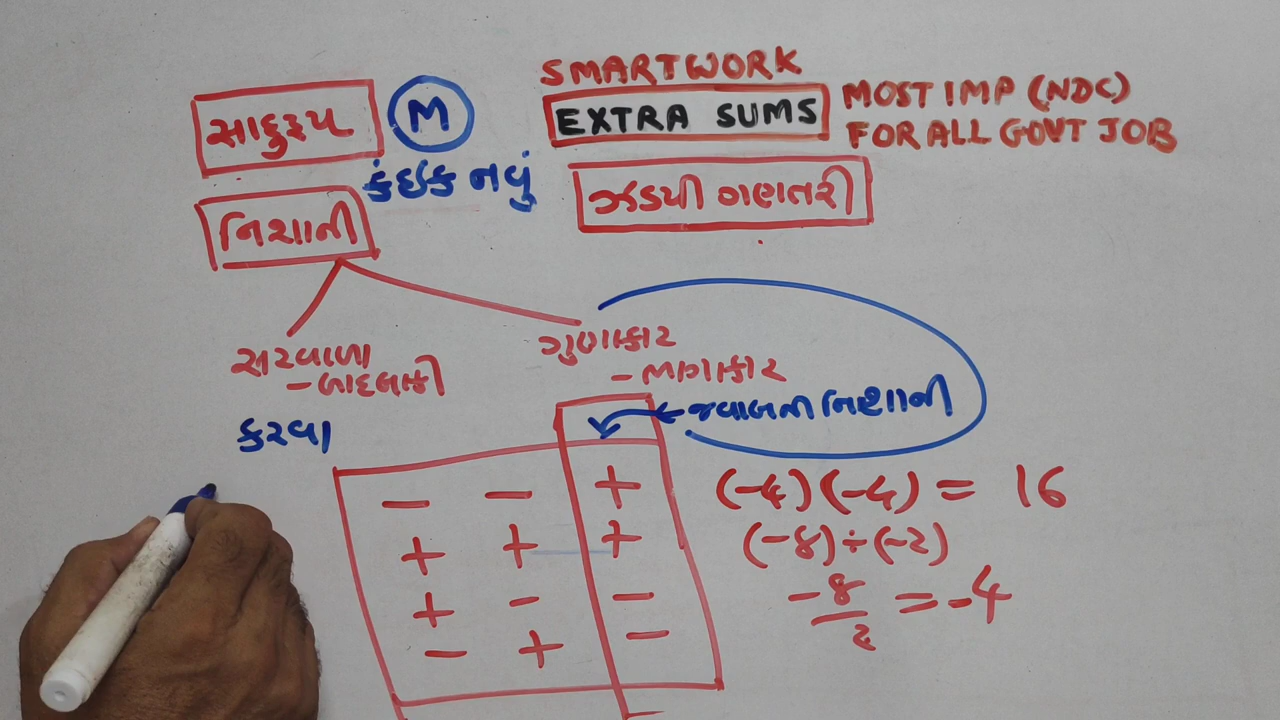 SMARTWORK
સાદુરૂપ
M
EXTRA SUMS
MOST IMP (NDC)
FOR ALL GOVT JOB
કંઈક નવું
ઝડપી ગણતરી
નિશાની
સરવાળા
- બાદબાકી
ગુણાકાર
- ભાગાકાર
કરવા
જવાબની નિશાની
- - +
+ + +
+ - -
- + -
(-4)(-4) = 16
(-8)÷(-2)
-8/2 = -4